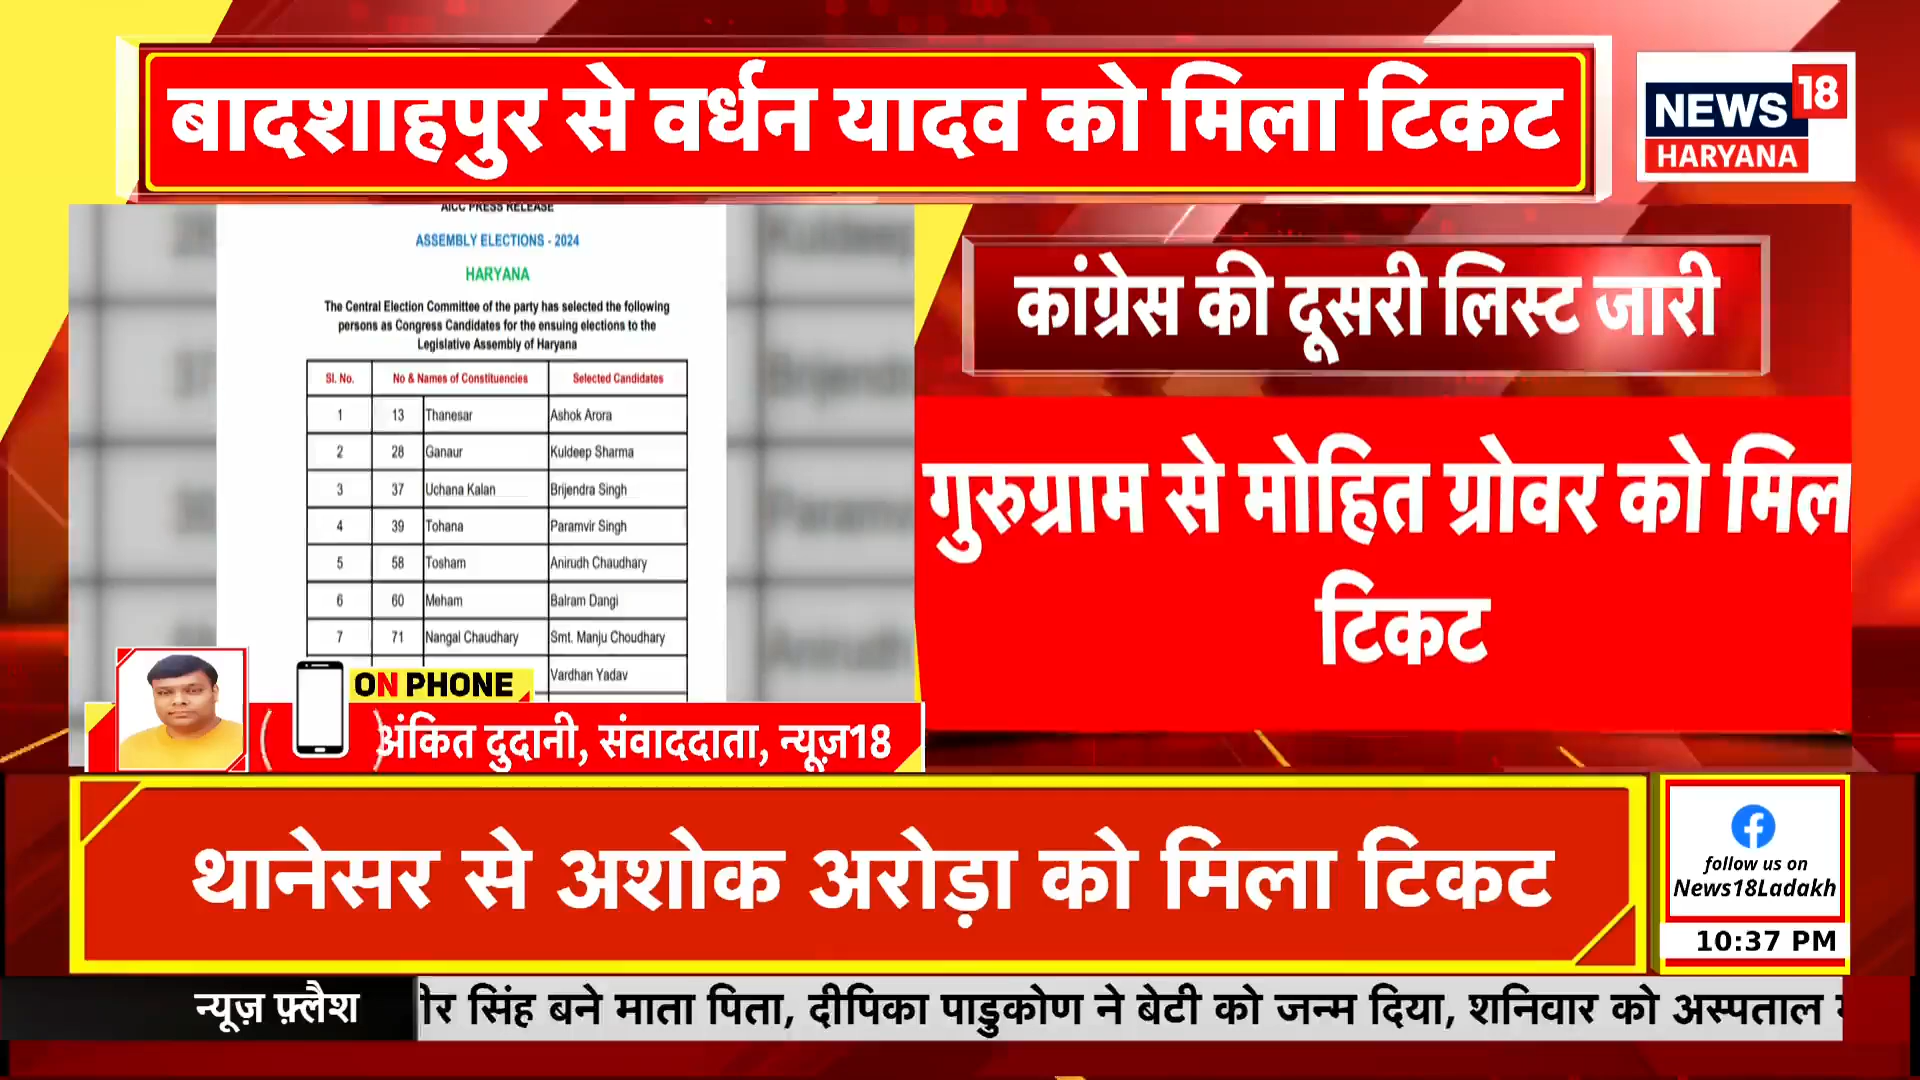 बादशाहपुर से वर्धन यादव को मिला टिकट
NEWS 18
HARYANA
AICC PRESS RELEASE
ASSEMBLY ELECTIONS - 2024
HARYANA
The Central Election Committee of the party has selected the following
persons as Congress Candidates for the ensuing elections to the
Legislative Assembly of Haryana
Sl. No. No & Names of Constituencies Selected Candidates
1 13 Thanesar Ashok Arora
2 28 Ganaur Kuldeep Sharma
3 37 Uchana Kalan Brijendra Singh
4 39 Tohana Paramvir Singh
5 58 Tosham Anirudh Chaudhary
6 60 Meham Balram Dangi
7 71 Nangal Chaudhary Smt. Manju Choudhary
Vardhan Yadav
कांग्रेस की दूसरी लिस्ट जारी
गुरुग्राम से मोहित ग्रोवर को मिल
टिकट
ON PHONE
अंकित दुदानी, संवाददाता, न्यूज़18
थानेसर से अशोक अरोड़ा को मिला टिकट
follow us on
News18Ladakh
10:37 PM
न्यूज़ फ़्लैश
सिंह बने माता पिता, दीपिका पाडुकोण ने बेटी को जन्म दिया, शनिवार को अस्पताल